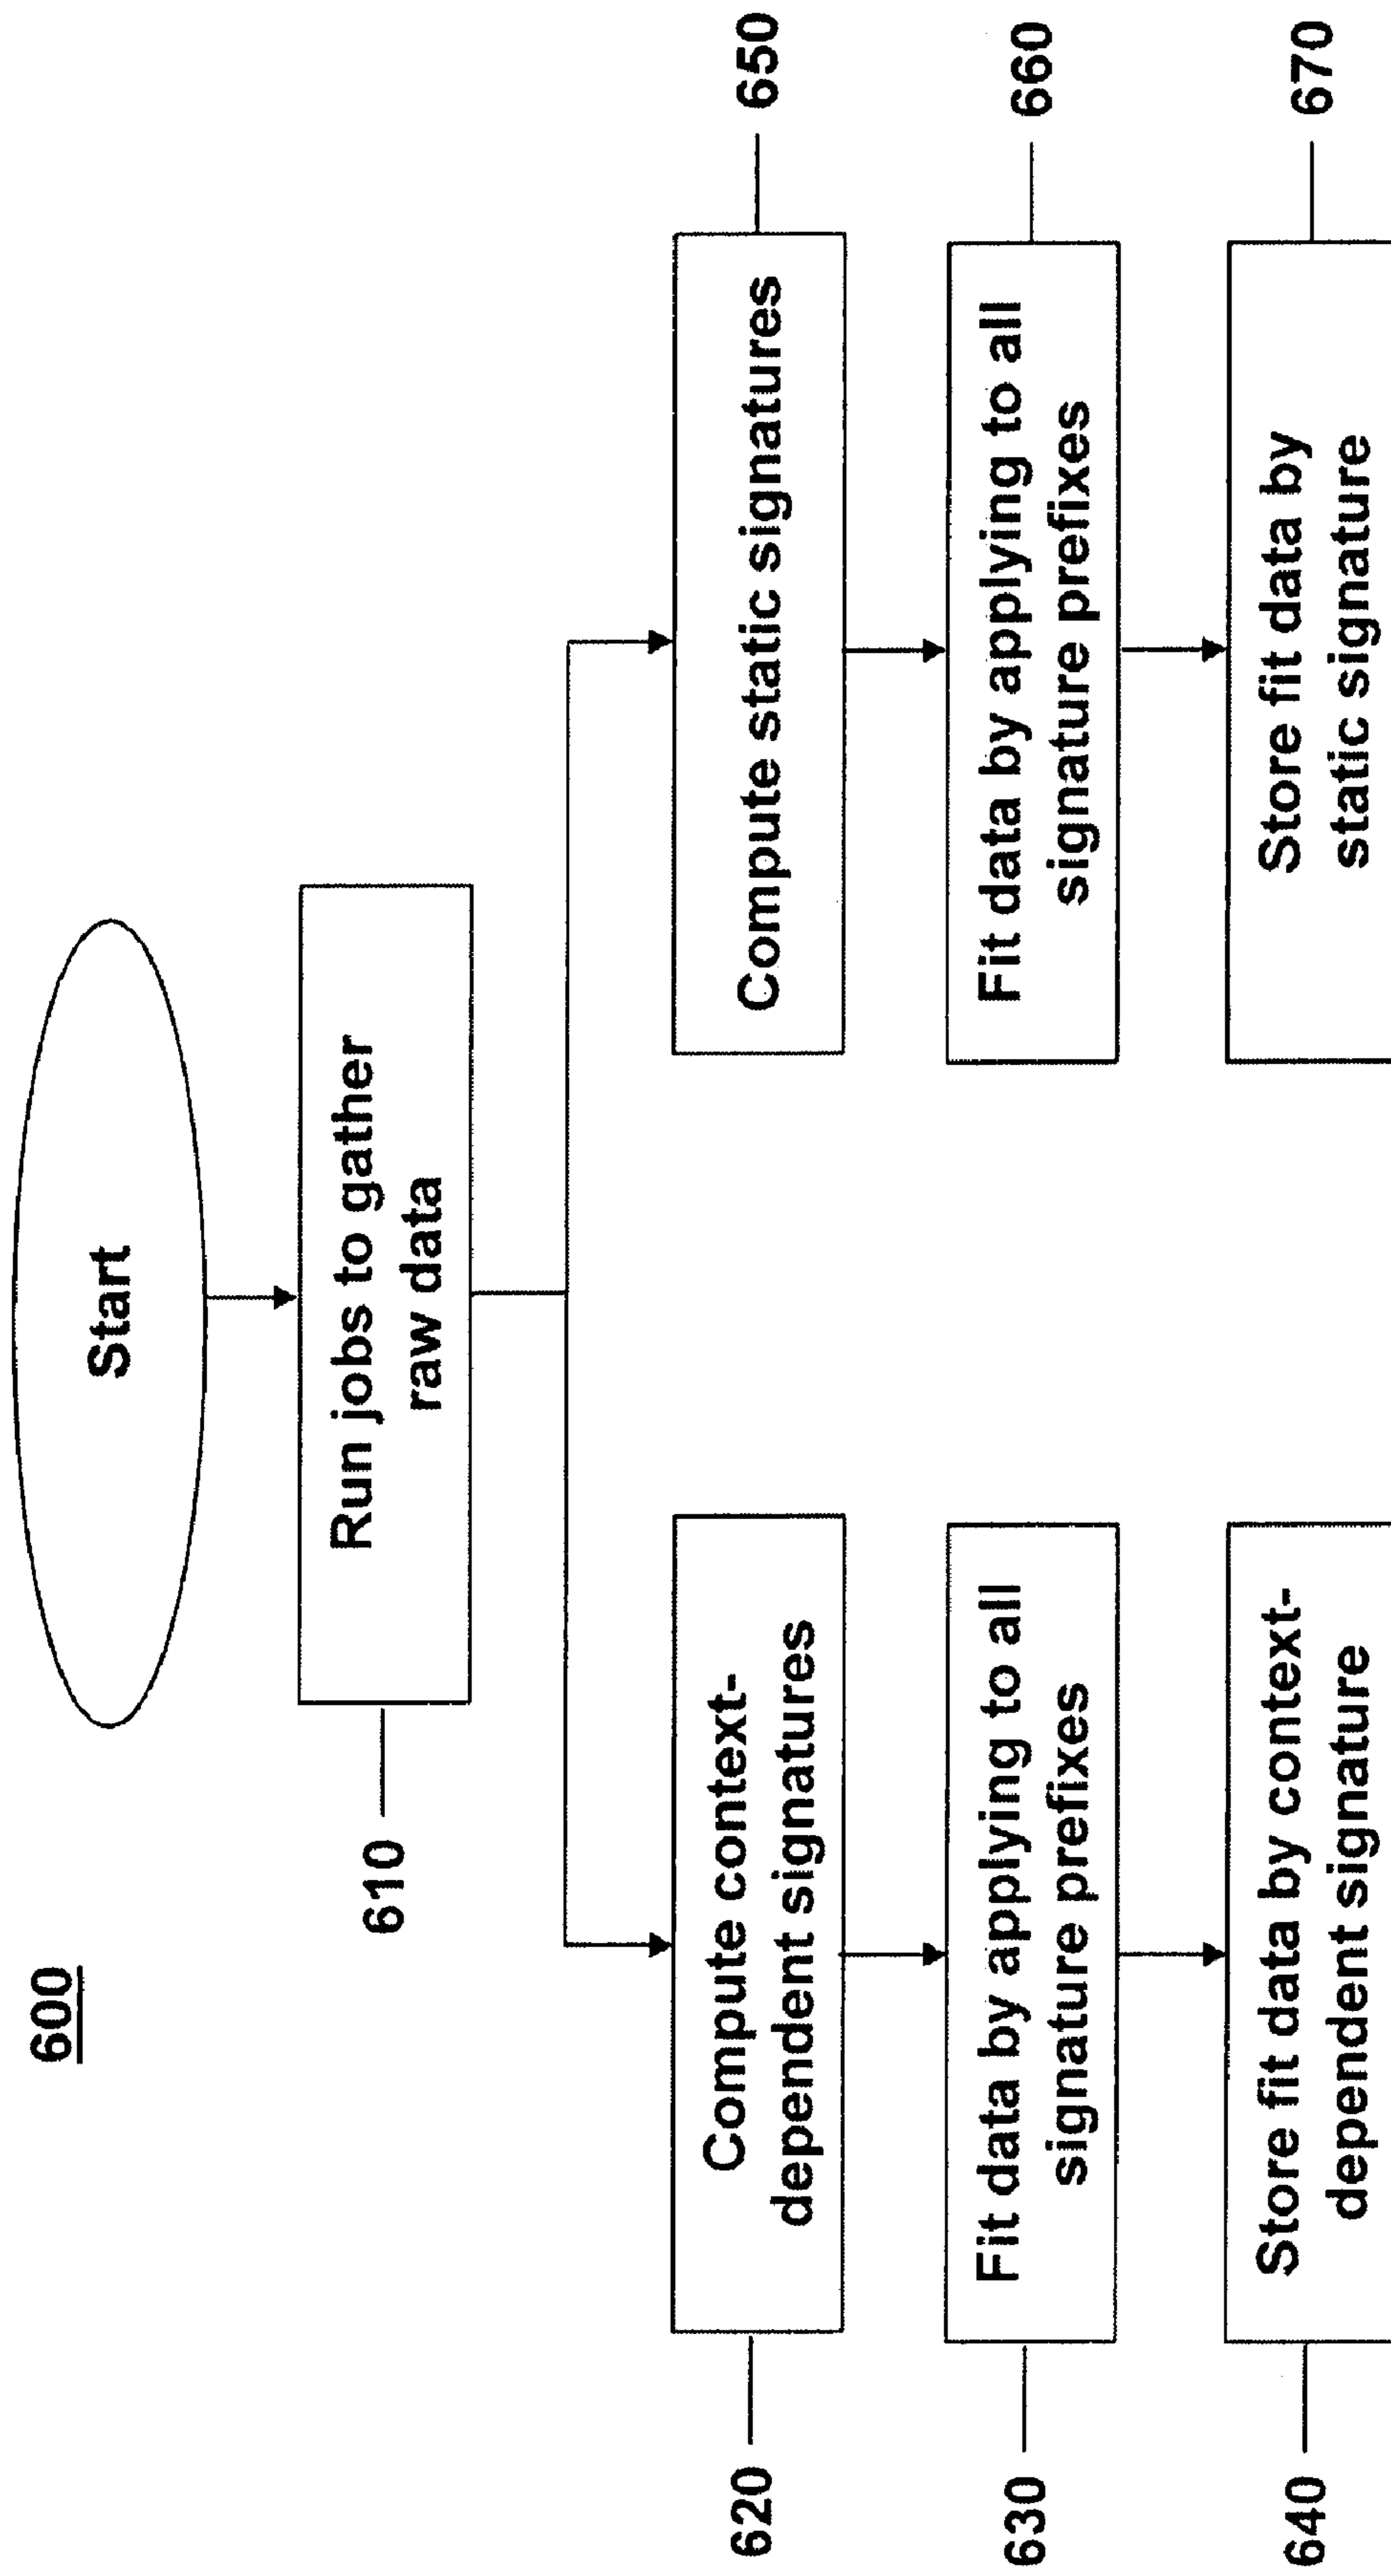 600
Start
610
Run jobs to gather
raw data
620
Compute context-
dependent signatures
Compute static signatures
650
630
Fit data by applying to all
signature prefixes
Fit data by applying to all
signature prefixes
660
640
Store fit data by context-
dependent signature
Store fit data by
static signature
670